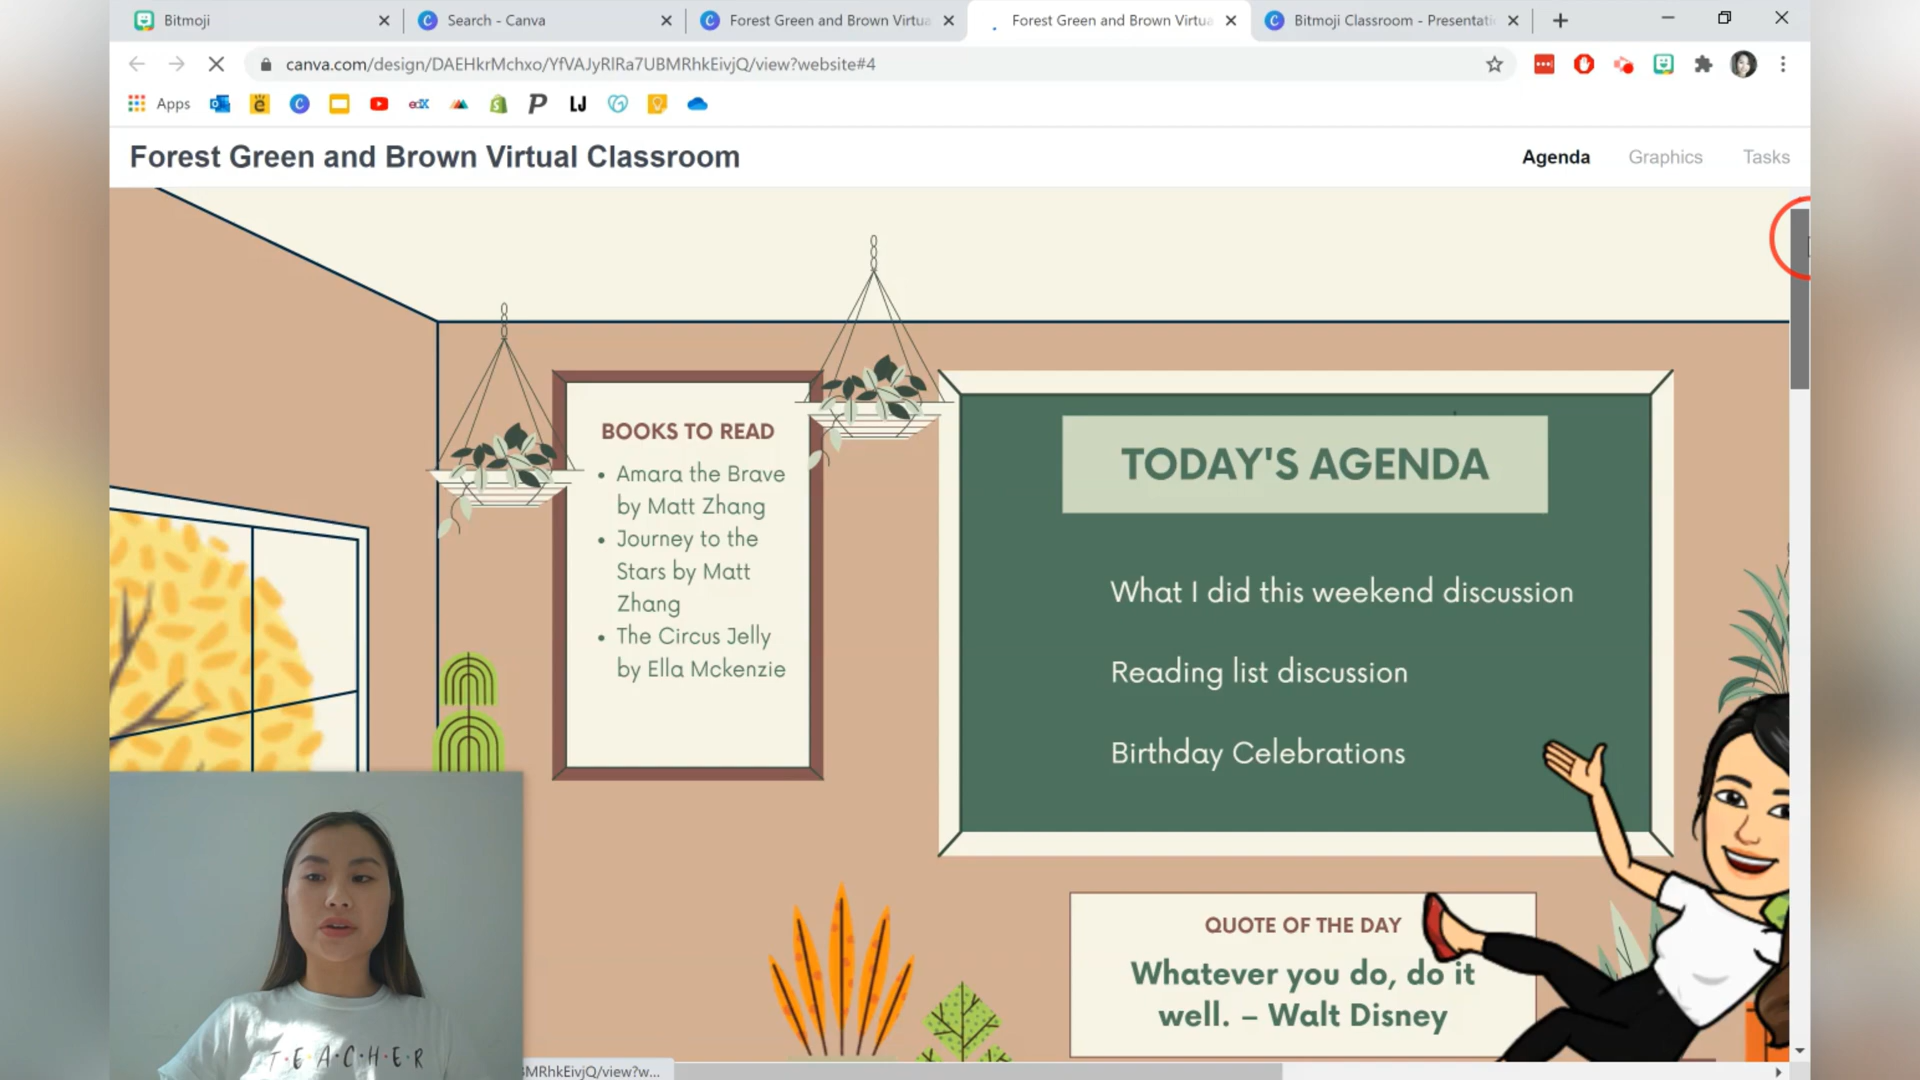 Bitmoji
Search - Canva
Forest Green and Brown Virtua
Forest Green and Brown Virtua
Bitmoji Classroom - Presentati
canva.com/design/DAEHkrMchxo/YfVAJyRlRa7UBMRhkEivjQ/view?website#4
Apps
edX
P
LJ
Forest Green and Brown Virtual Classroom
Agenda
Graphics
Tasks
BOOKS TO READ
• Amara the Brave
by Matt Zhang
• Journey to the
Stars by Matt
Zhang
• The Circus Jelly
by Ella Mckenzie
TODAY'S AGENDA
What I did this weekend discussion
Reading list discussion
Birthday Celebrations
QUOTE OF THE DAY
Whatever you do, do it
well. – Walt Disney
T·E·A·C·H·E·R
BMRhkEivjQ/view?w...